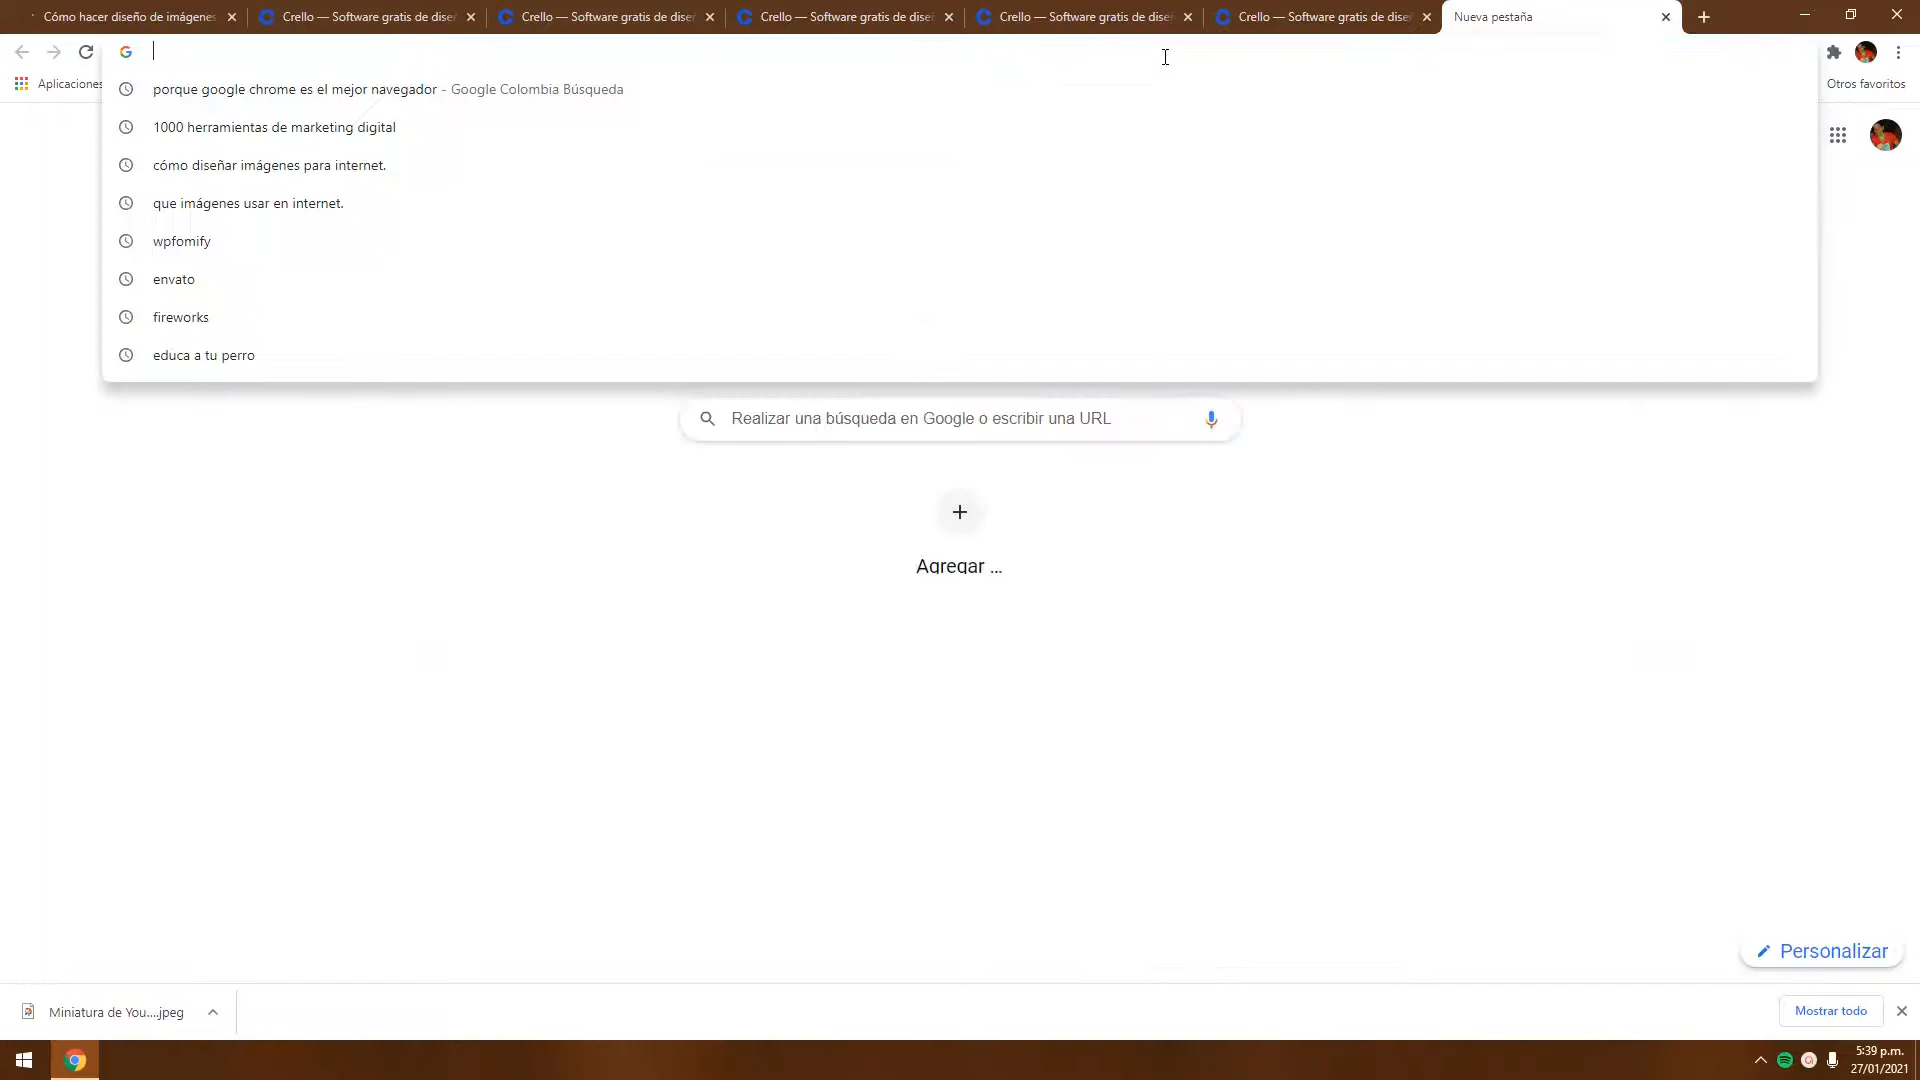 Cómo hacer diseño de imágenes
Crello — Software gratis de dise
Crello — Software gratis de dise
Crello — Software gratis de dise
Crello — Software gratis de dise
Crello — Software gratis de dise
Nueva pestaña
Aplicaciones
Otros favoritos
porque google chrome es el mejor navegador - Google Colombia Búsqueda
1000 herramientas de marketing digital
cómo diseñar imágenes para internet.
que imágenes usar en internet.
wpfomify
envato
fireworks
educa a tu perro
Realizar una búsqueda en Google o escribir una URL
Agregar ...
Personalizar
Miniatura de You....jpeg
Mostrar todo
5:39 p.m.
27/01/2021